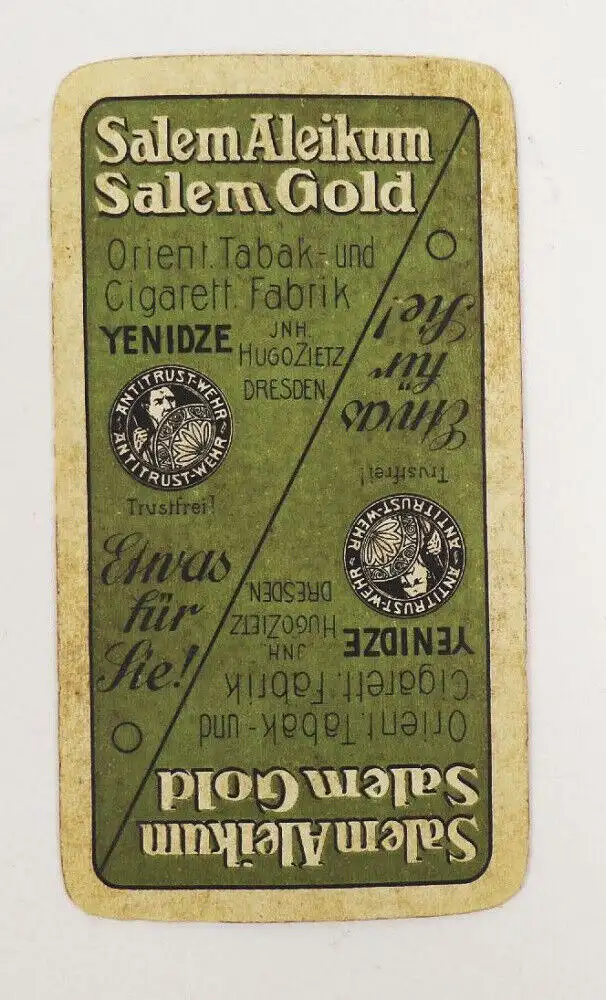 Salem Aleikum
Salem Gold
Orient. Tabak- und
Cigarett. Fabrik
YENIDZE
JNH.
HUGO ZIETZ
DRESDEN.
ANTITRUST-WEHR
ANTITRUST-WEHR
Trustfrei!
Etwas
für
Sie!
Salem Aleikum
Salem Gold
Orient. Tabak- und
Cigarett. Fabrik
YENIDZE
JNH.
HUGO ZIETZ
DRESDEN.
ANTITRUST-WEHR
ANTITRUST-WEHR
Trustfrei!
Etwas
für
Sie!